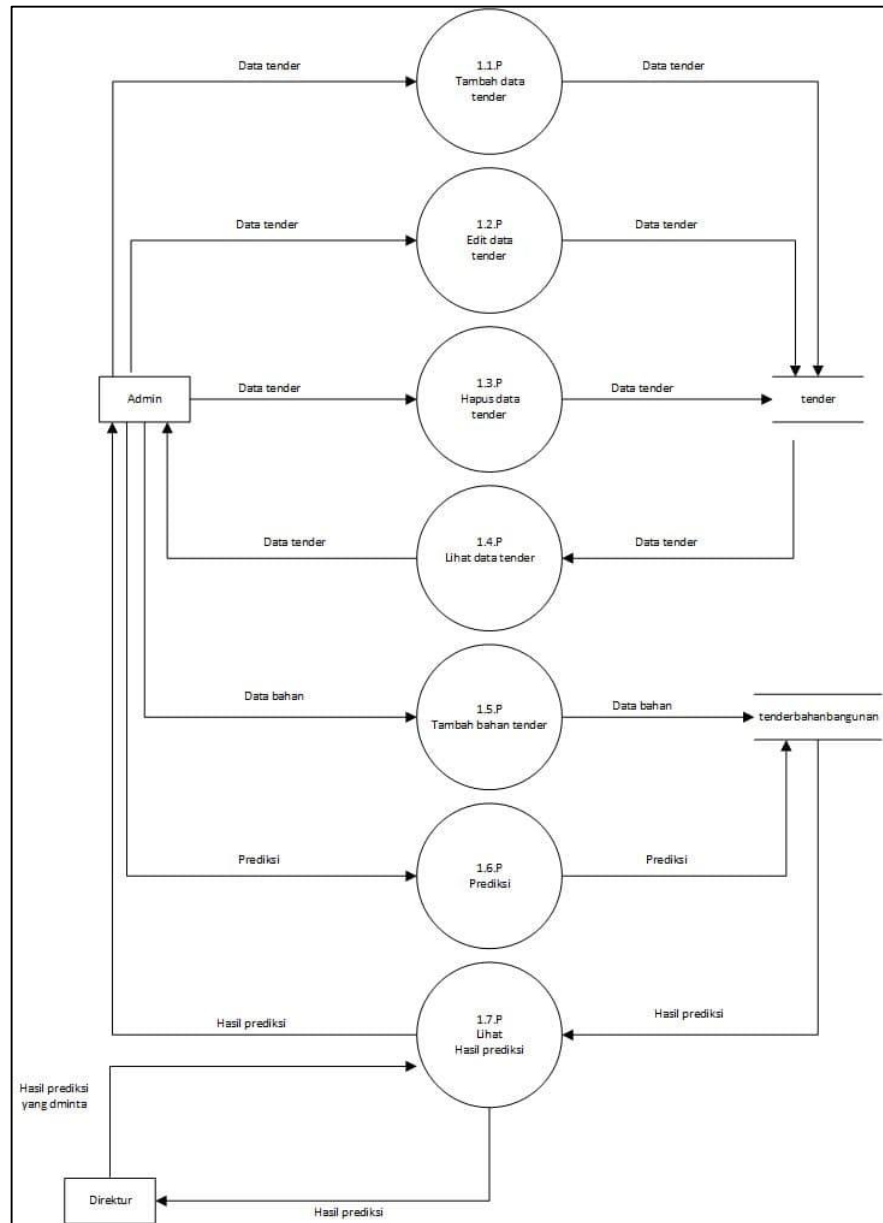 1.1.P
Data tender
Tambah data
Data tender
tender
1.2.P
Data tender
Edit data
Data tender
tender
1.3.P
Data tender
Hapus data
Data tender
Admin
tender
tender
1.4.P
Data tender
Lihat data tender
Data tender
1.5.P
Data bahan
Tambah bahan tender
Data bahan
tenderbahanbangunan
1.6.P
Prediksi
Prediksi
Prediksi
1.7.P
Hasil prediksi
Lihat
Hasil prediksi
Hasil prediksi
Hasil prediksi
yang dminta
Direktur
Hasil prediksi